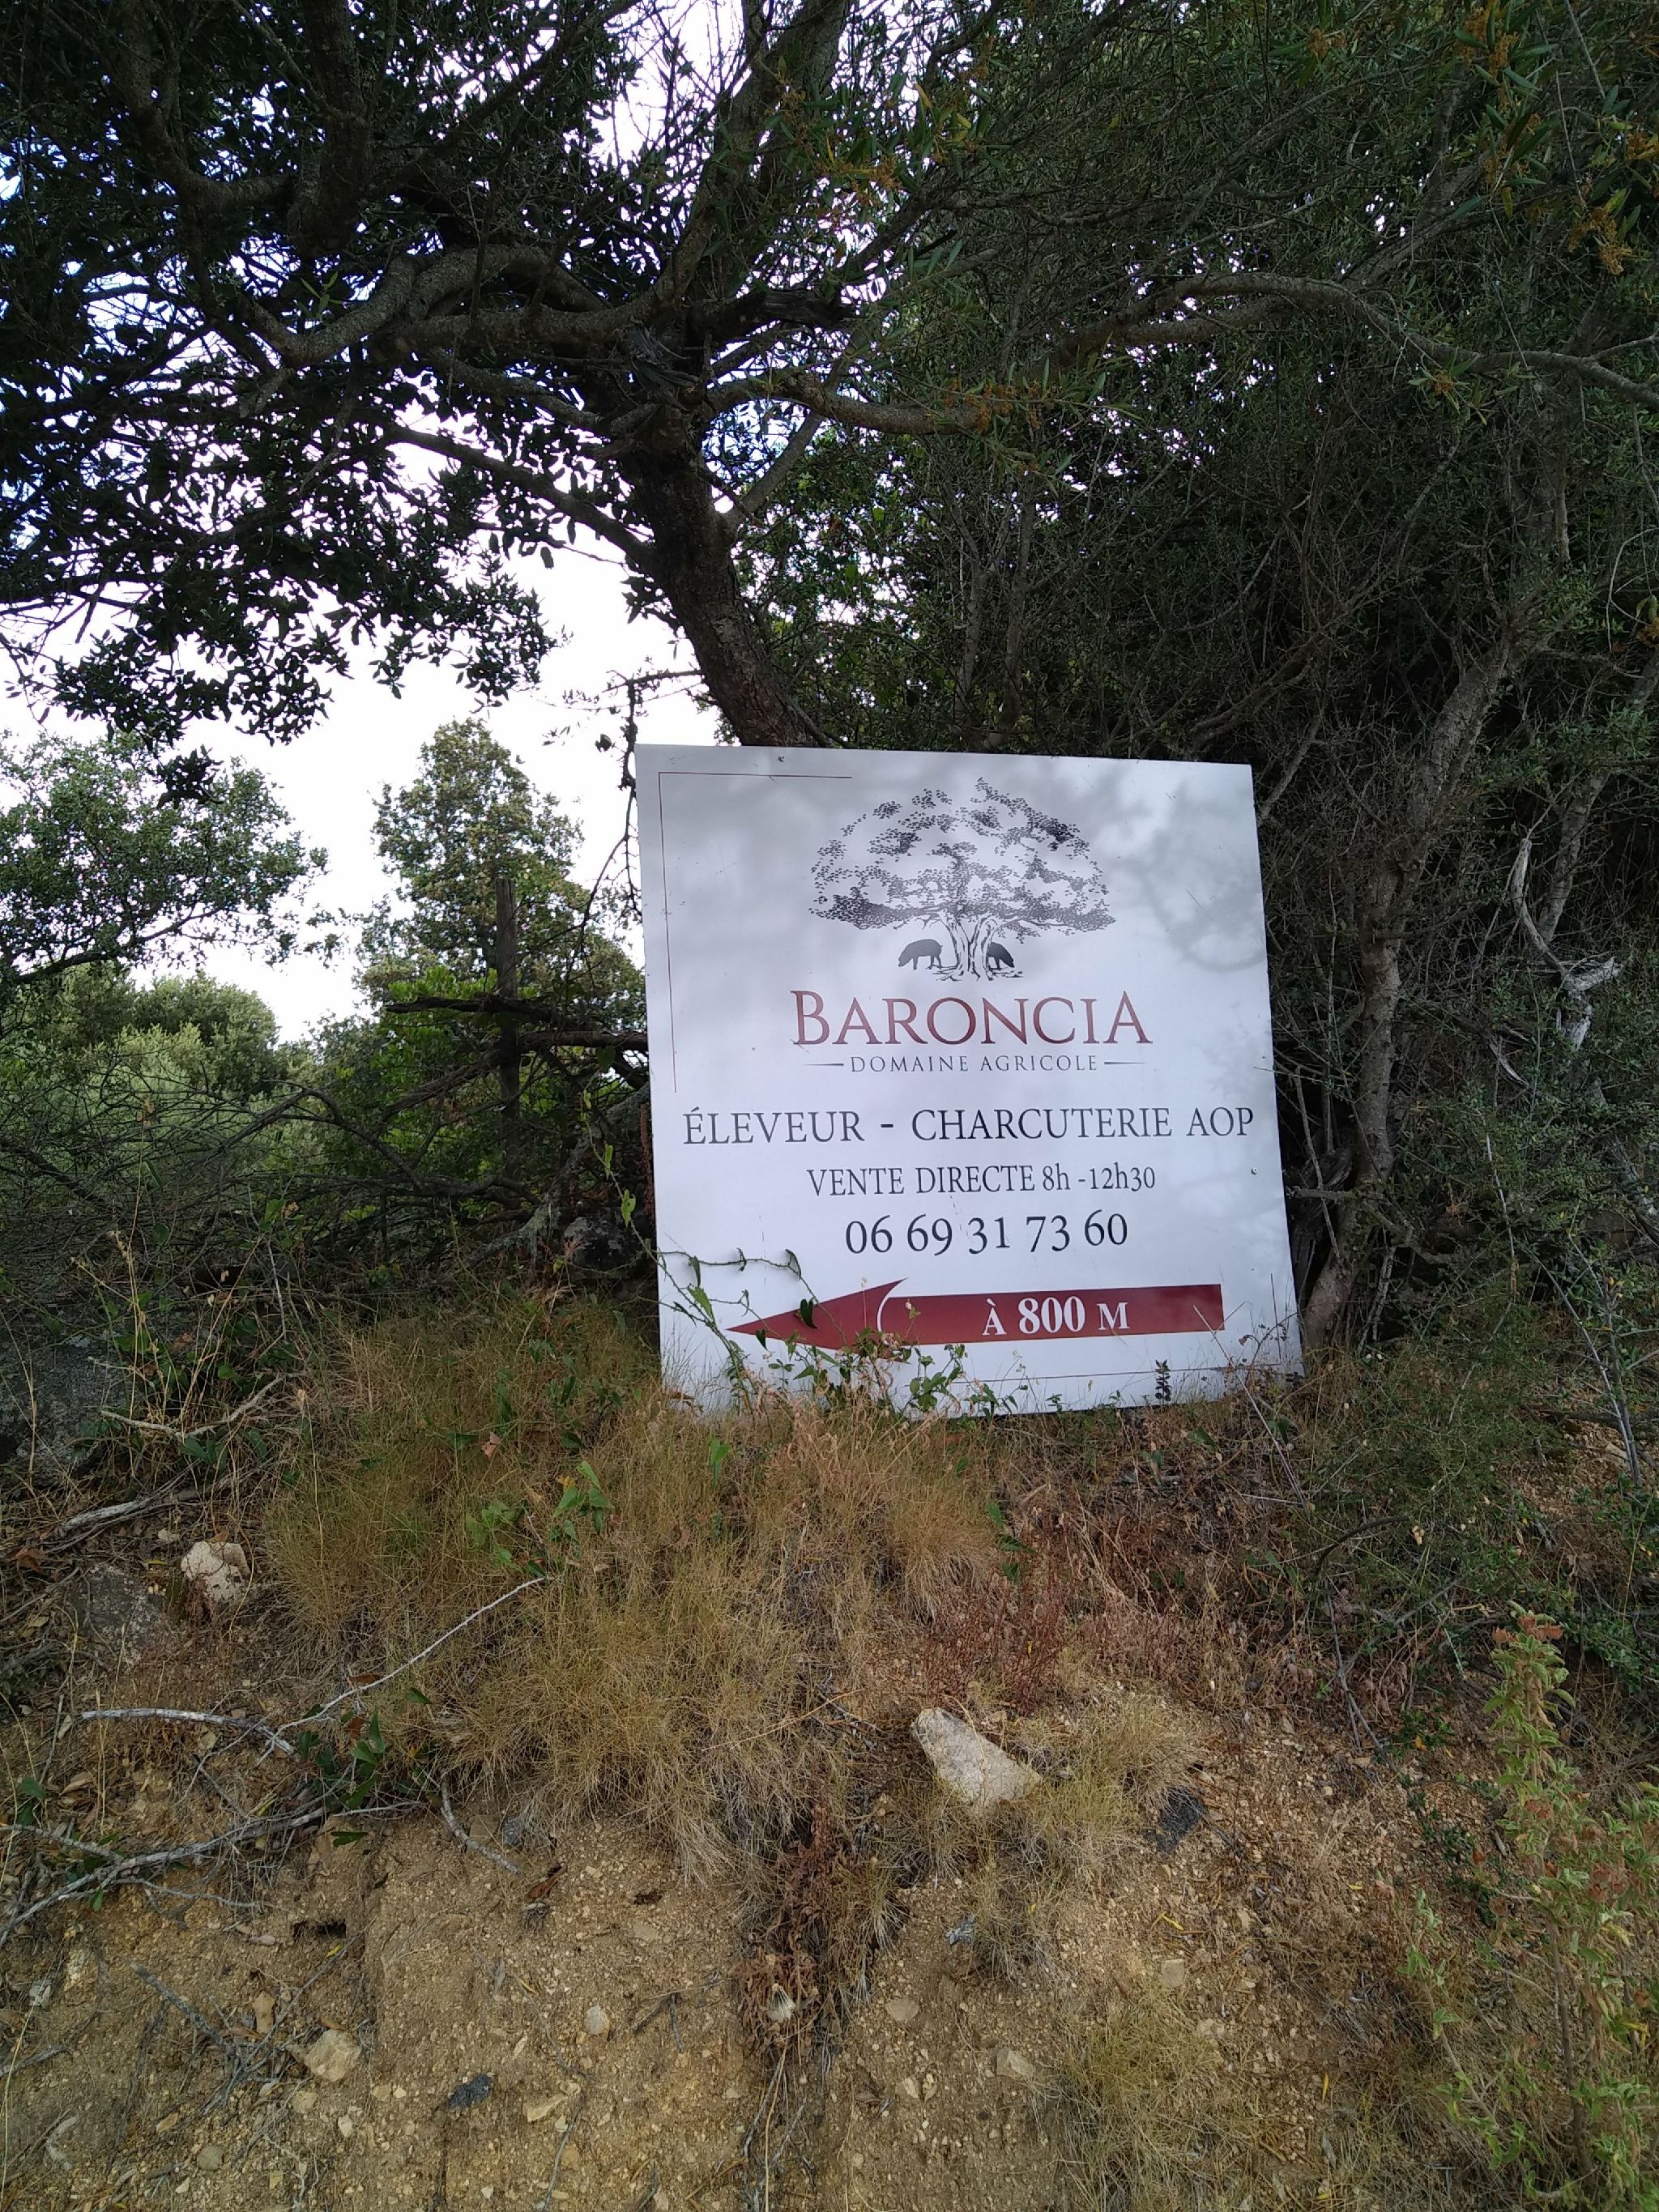 BARONCIA
DOMAINE AGRICOLE
ÉLEVEUR - CHARCUTERIE AOP
VENTE DIRECTE 8h -12h30
06 69 31 73 60
À 800 M